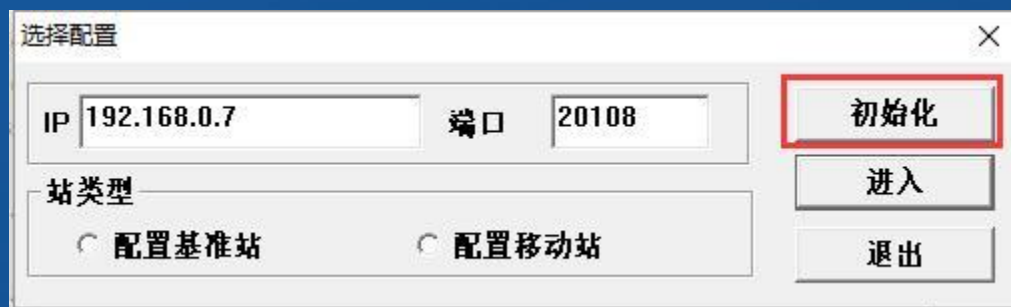 选择配置
IP 192.168.0.7 端口 20108 初始化
站类型 进入
配置基准站 配置移动站 退出